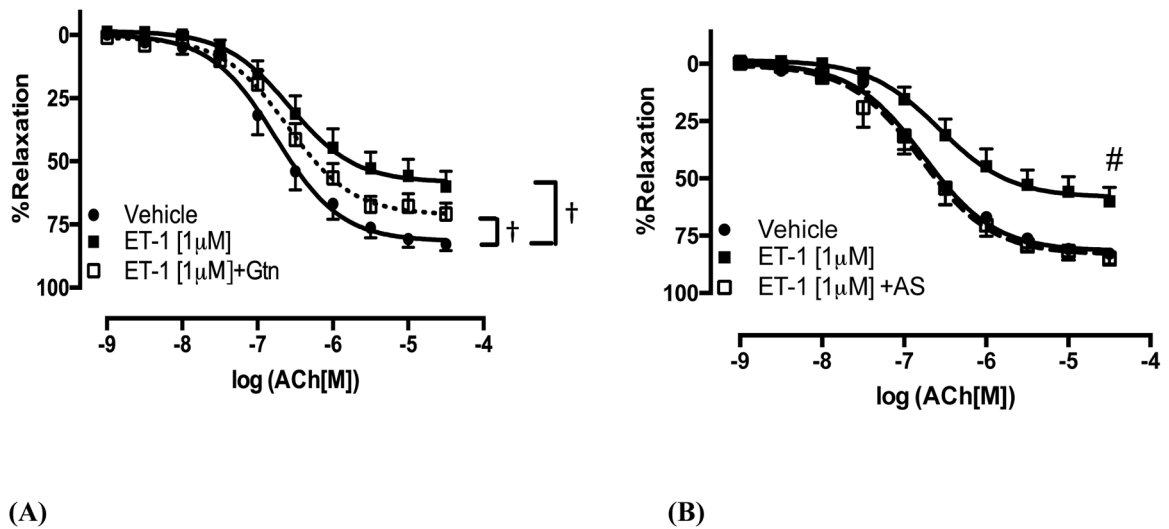 0
25
50
75
100
%Relaxation
Vehicle
ET-1 [1μM]
ET-1 [1μM]+Gtn
†
†
-9 -8 -7 -6 -5 -4
log (ACh[M])
(A)
0
25
50
75
100
%Relaxation
#
Vehicle
ET-1 [1μM]
ET-1 [1μM] +AS
-9 -8 -7 -6 -5 -4
log (ACh[M])
(B)